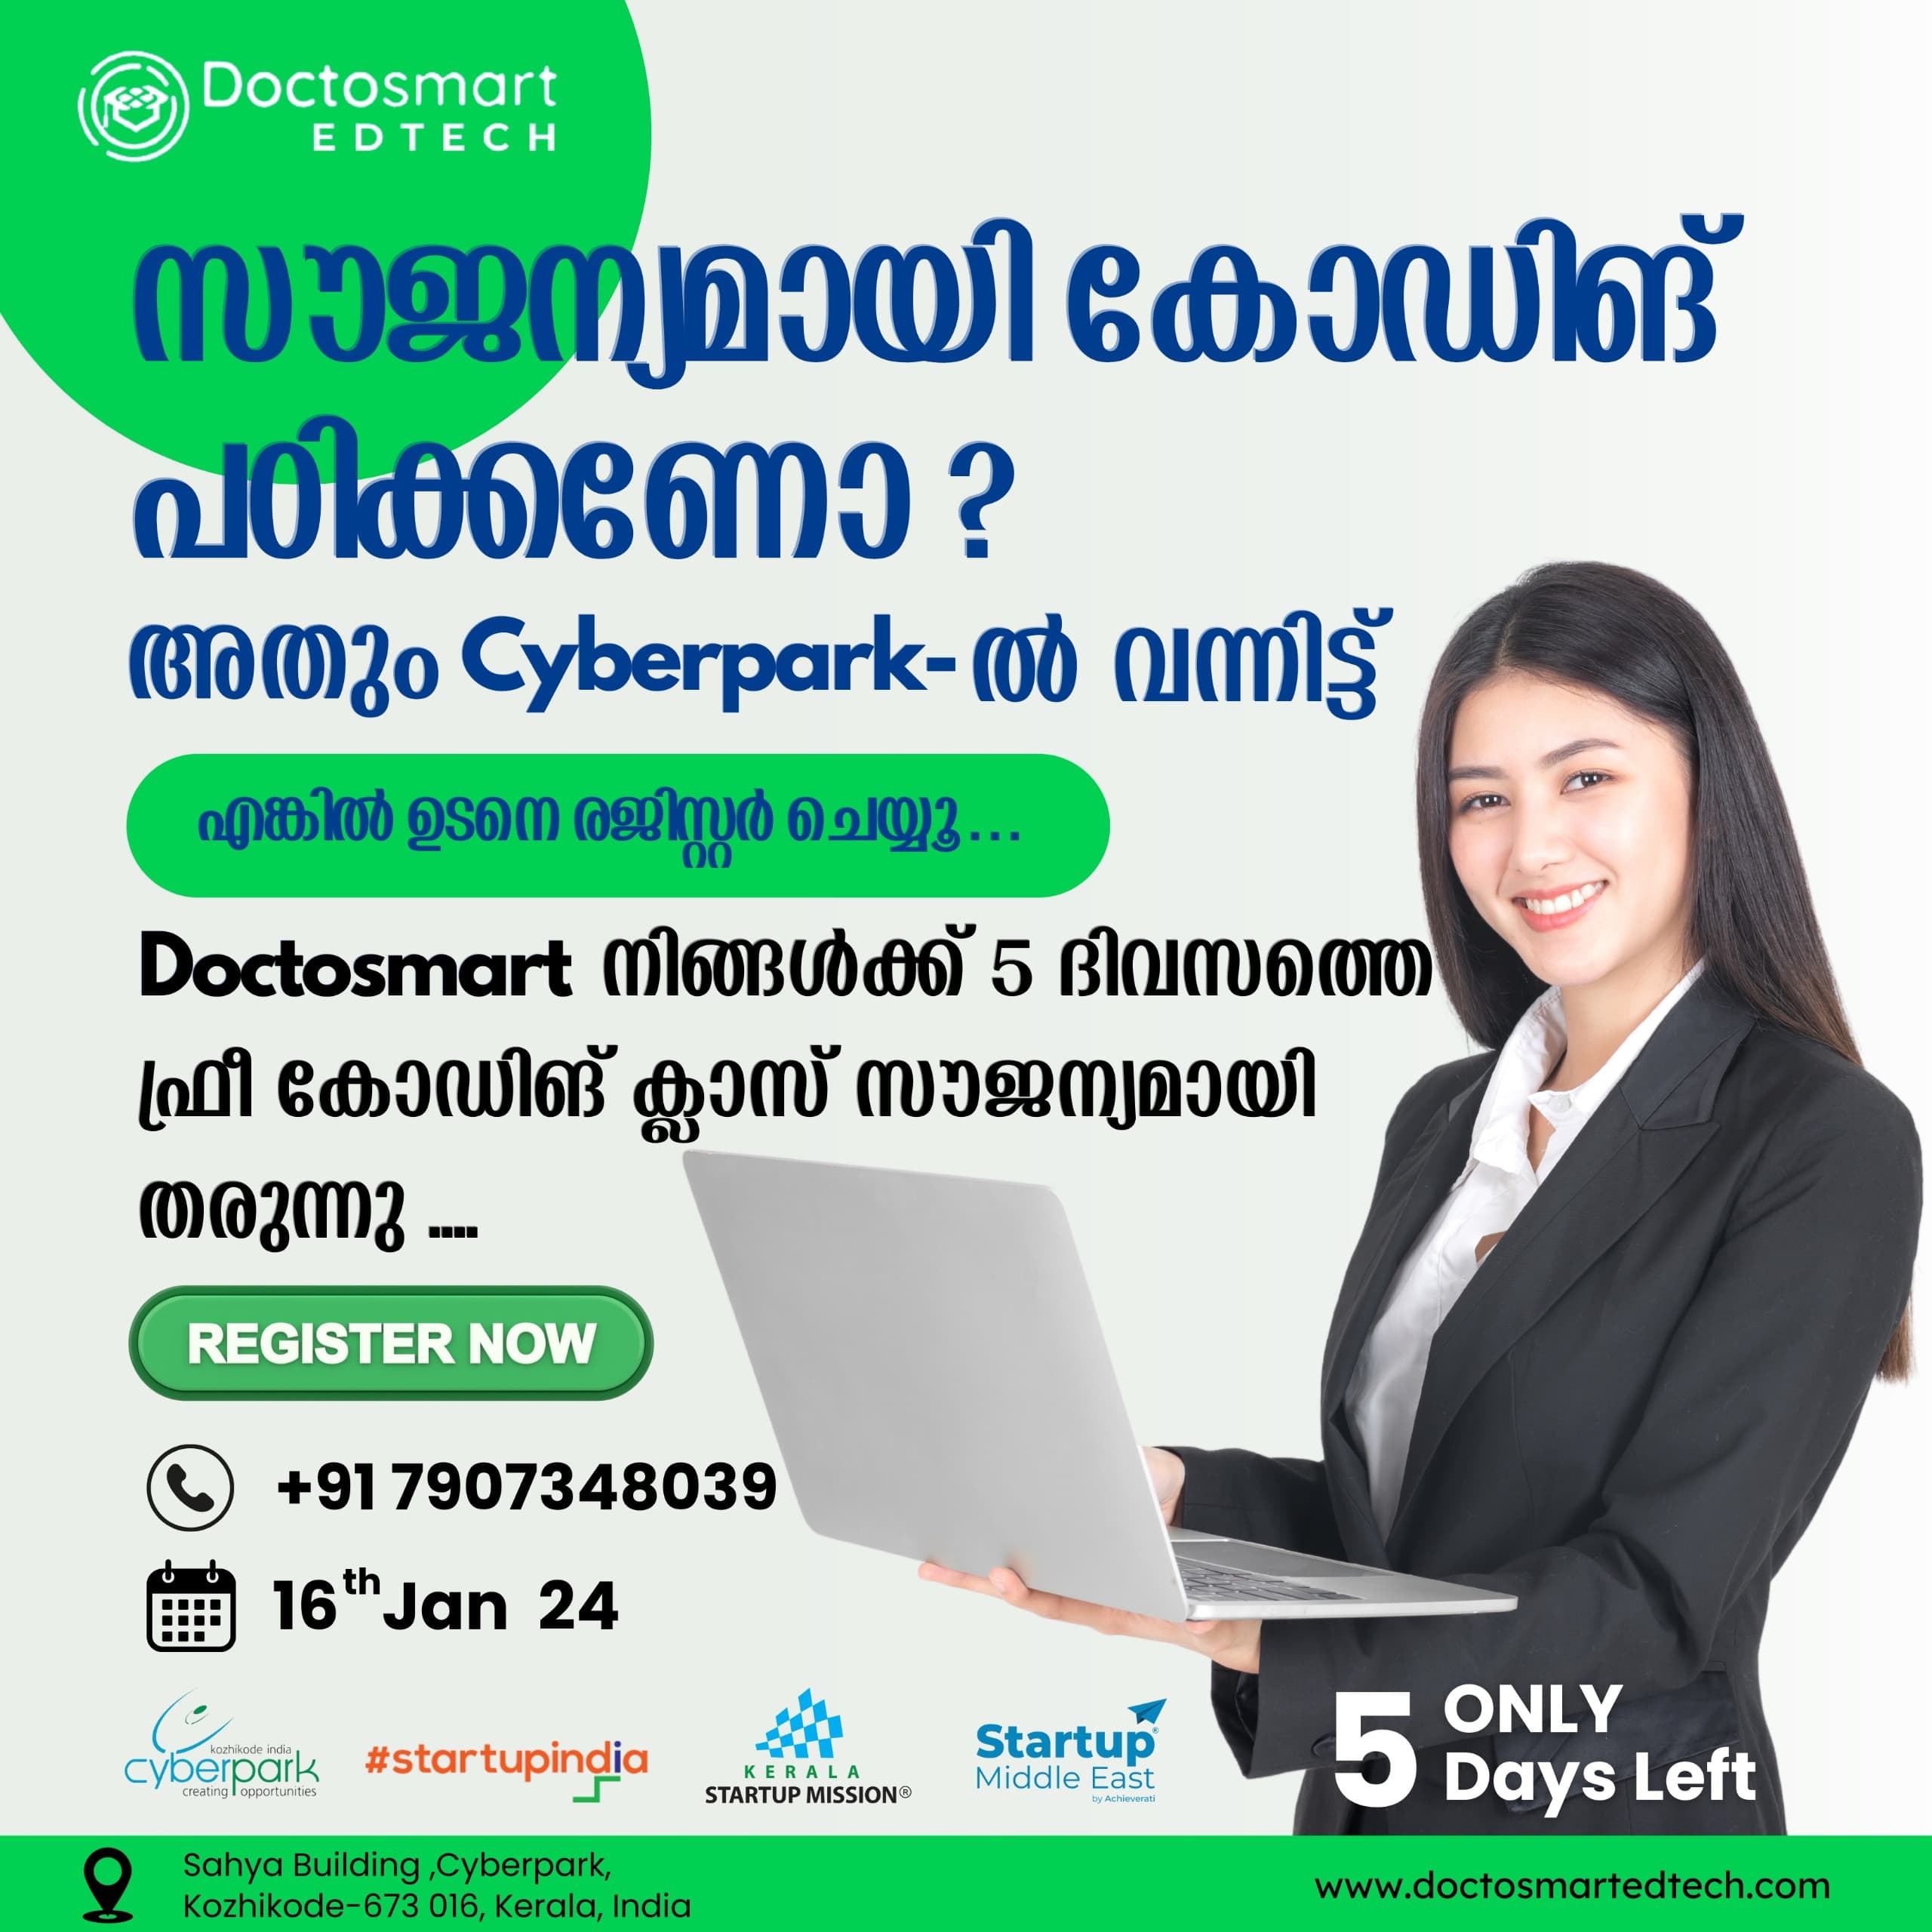 Doctosmart
EDTECH
സൗജന്യമായി കോഡിങ്
പഠിക്കണോ ?
അതും Cyberpark-ൽ വന്നിട്ട്
എങ്കിൽ ഉടനെ രജിസ്റ്റർ ചെയ്യൂ...
Doctosmart നിങ്ങൾക്ക് 5 ദിവസത്തെ
ഫ്രീ കോഡിങ് ക്ലാസ് സൗജന്യമായി
തരുന്നു ....
REGISTER NOW
+91 7907348039
16th Jan 24
kozhikode india
cyberpark
creating opportunities
#startupindia
KERALA
STARTUP MISSION®
Startup®
Middle East
by Achieverati
5 ONLY
Days Left
Sahya Building ,Cyberpark,
Kozhikode-673 016, Kerala, India
www.doctosmartedtech.com